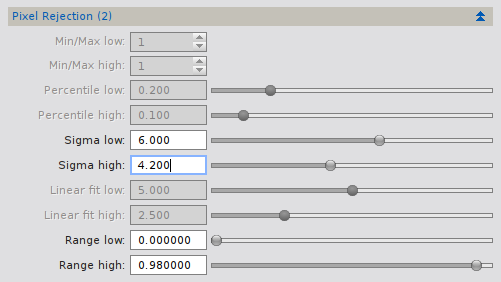 Pixel Rejection (2)
Min/Max low: 1
Min/Max high: 1
Percentile low: 0.200
Percentile high: 0.100
Sigma low: 6.000
Sigma high: 4.200
Linear fit low: 5.000
Linear fit high: 2.500
Range low: 0.000000
Range high: 0.980000